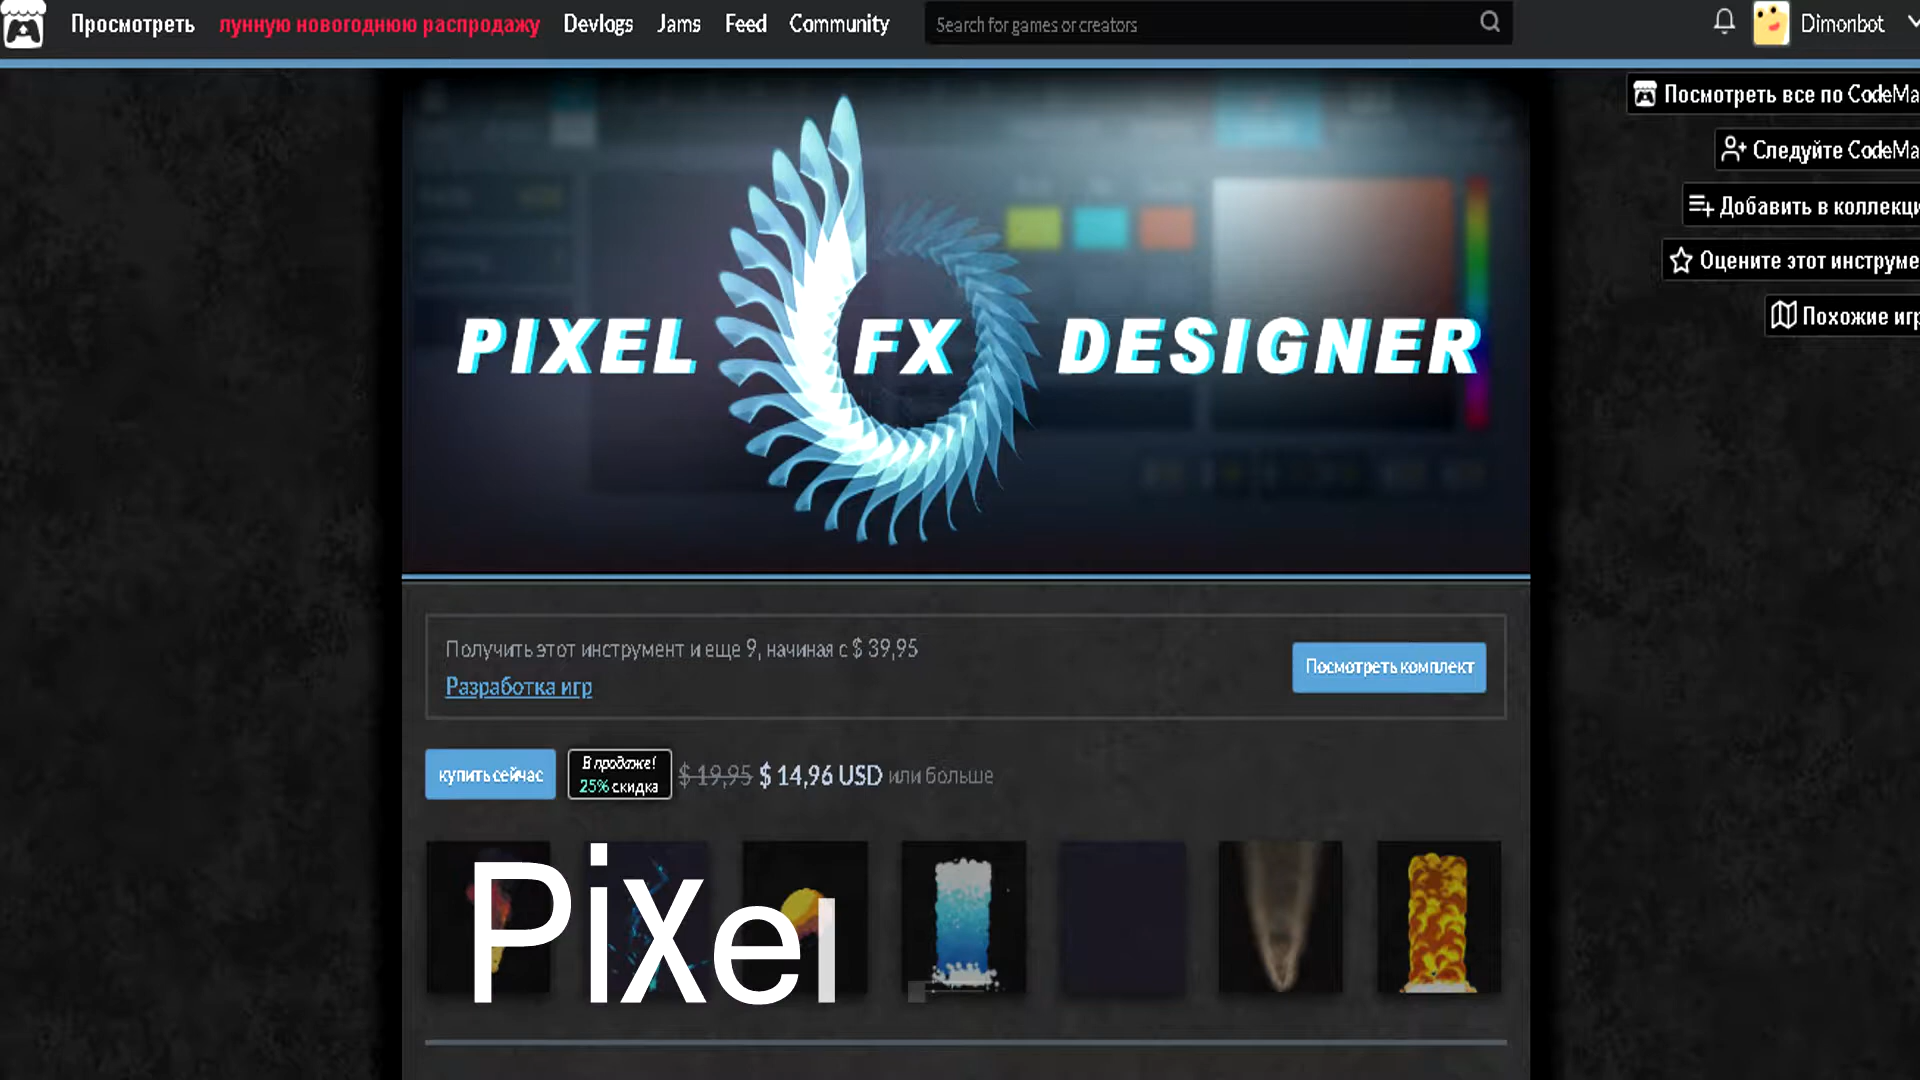 Просмотреть лунную новогоднюю распродажу Devlogs Jams Feed Community Search for games or creators Dimonbot
Посмотреть все по CodeMa
Следуйте CodeMa
Добавить в коллекци
Оцените этот инструме
Похожие игр
PIXEL FX DESIGNER
Получить этот инструмент и еще 9, начиная с $ 39,95
Разработка игр
Посмотреть комплект
купить сейчас
В продаже!
25% скидка
$ 19,95 $ 14,96 USD или больше
Pixel